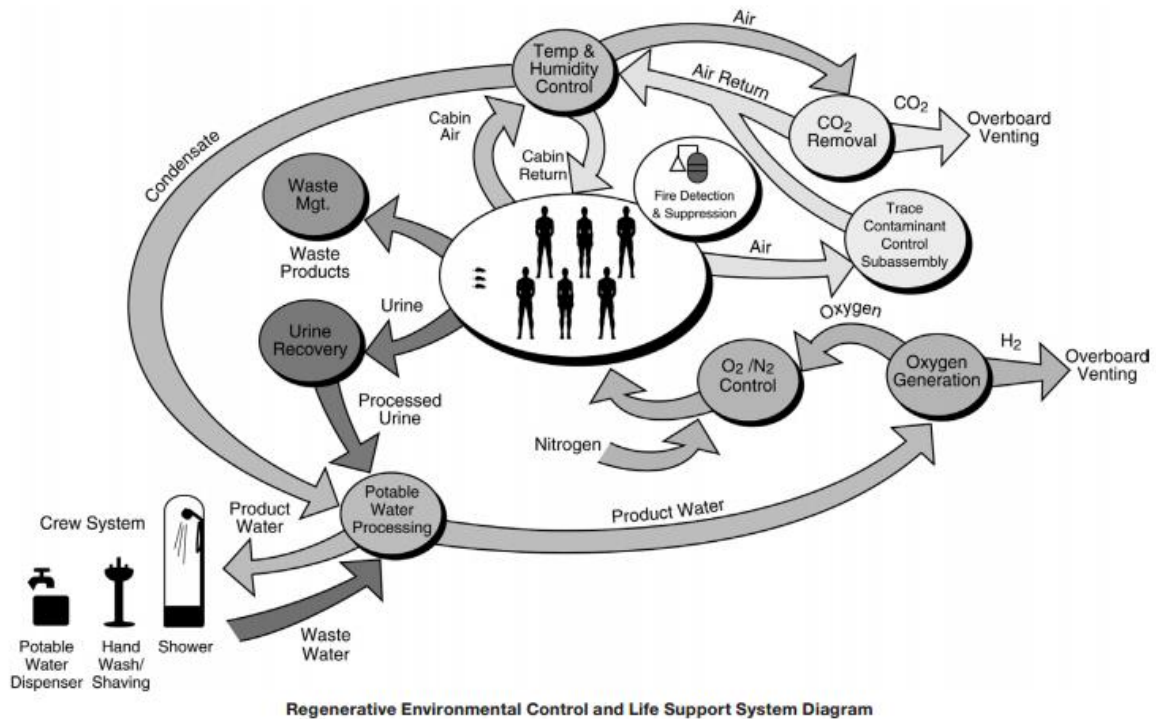 Air
Temp &
Humidity
Control
Air Return
CO2
Overboard
Venting
CO2
Removal
Cabin
Air
Condensate
Cabin
Return
Fire Detection
& Suppression
Waste
Mgt.
Trace
Contaminant
Control
Subassembly
Waste
Products
Air
Urine
Oxygen
Urine
Recovery
O2 /N2
Control
Oxygen
Generation
H2
Overboard
Venting
Processed
Urine
Nitrogen
Potable
Water
Processing
Product Water
Product
Water
Crew System
Potable
Water
Dispenser
Hand
Wash/
Shaving
Shower
Waste
Water
Regenerative Environmental Control and Life Support System Diagram